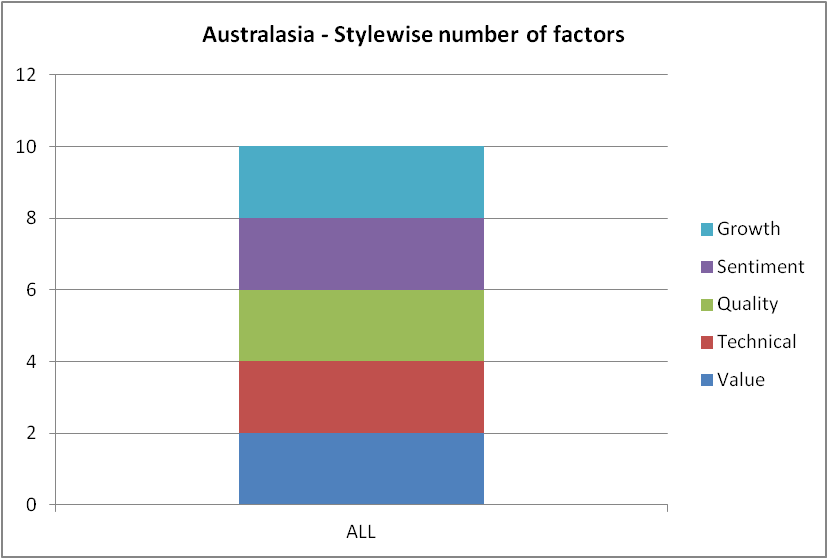 Australasia - Stylewise number of factors
12
10
8
6
4
2
0
ALL
Growth
Sentiment
Quality
Technical
Value